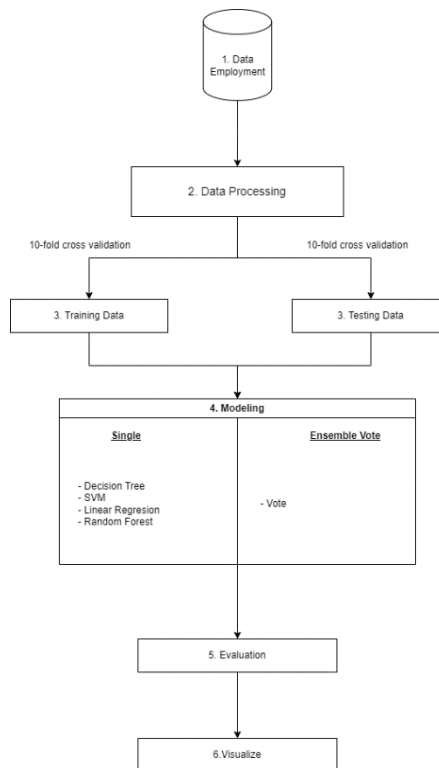 1. Data
Employment
2. Data Processing
10-fold cross validation
10-fold cross validation
3. Training Data
3. Testing Data
4. Modeling
Single
Ensemble Vote
- Decision Tree
- SVM
- Linear Regresion
- Random Forest
- Vote
5. Evaluation
6.Visualize